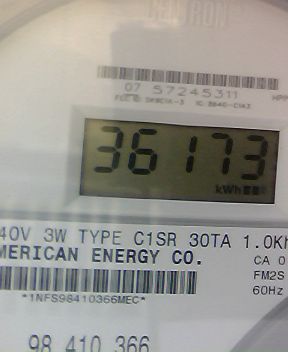 07 57245311
36173
kWh
40V 3W TYPE C1SR 30TA 1.0Kh
MERICAN ENERGY CO.
CA 0
FM2S
60Hz
*1NFS98410366MEC*
98 410 366